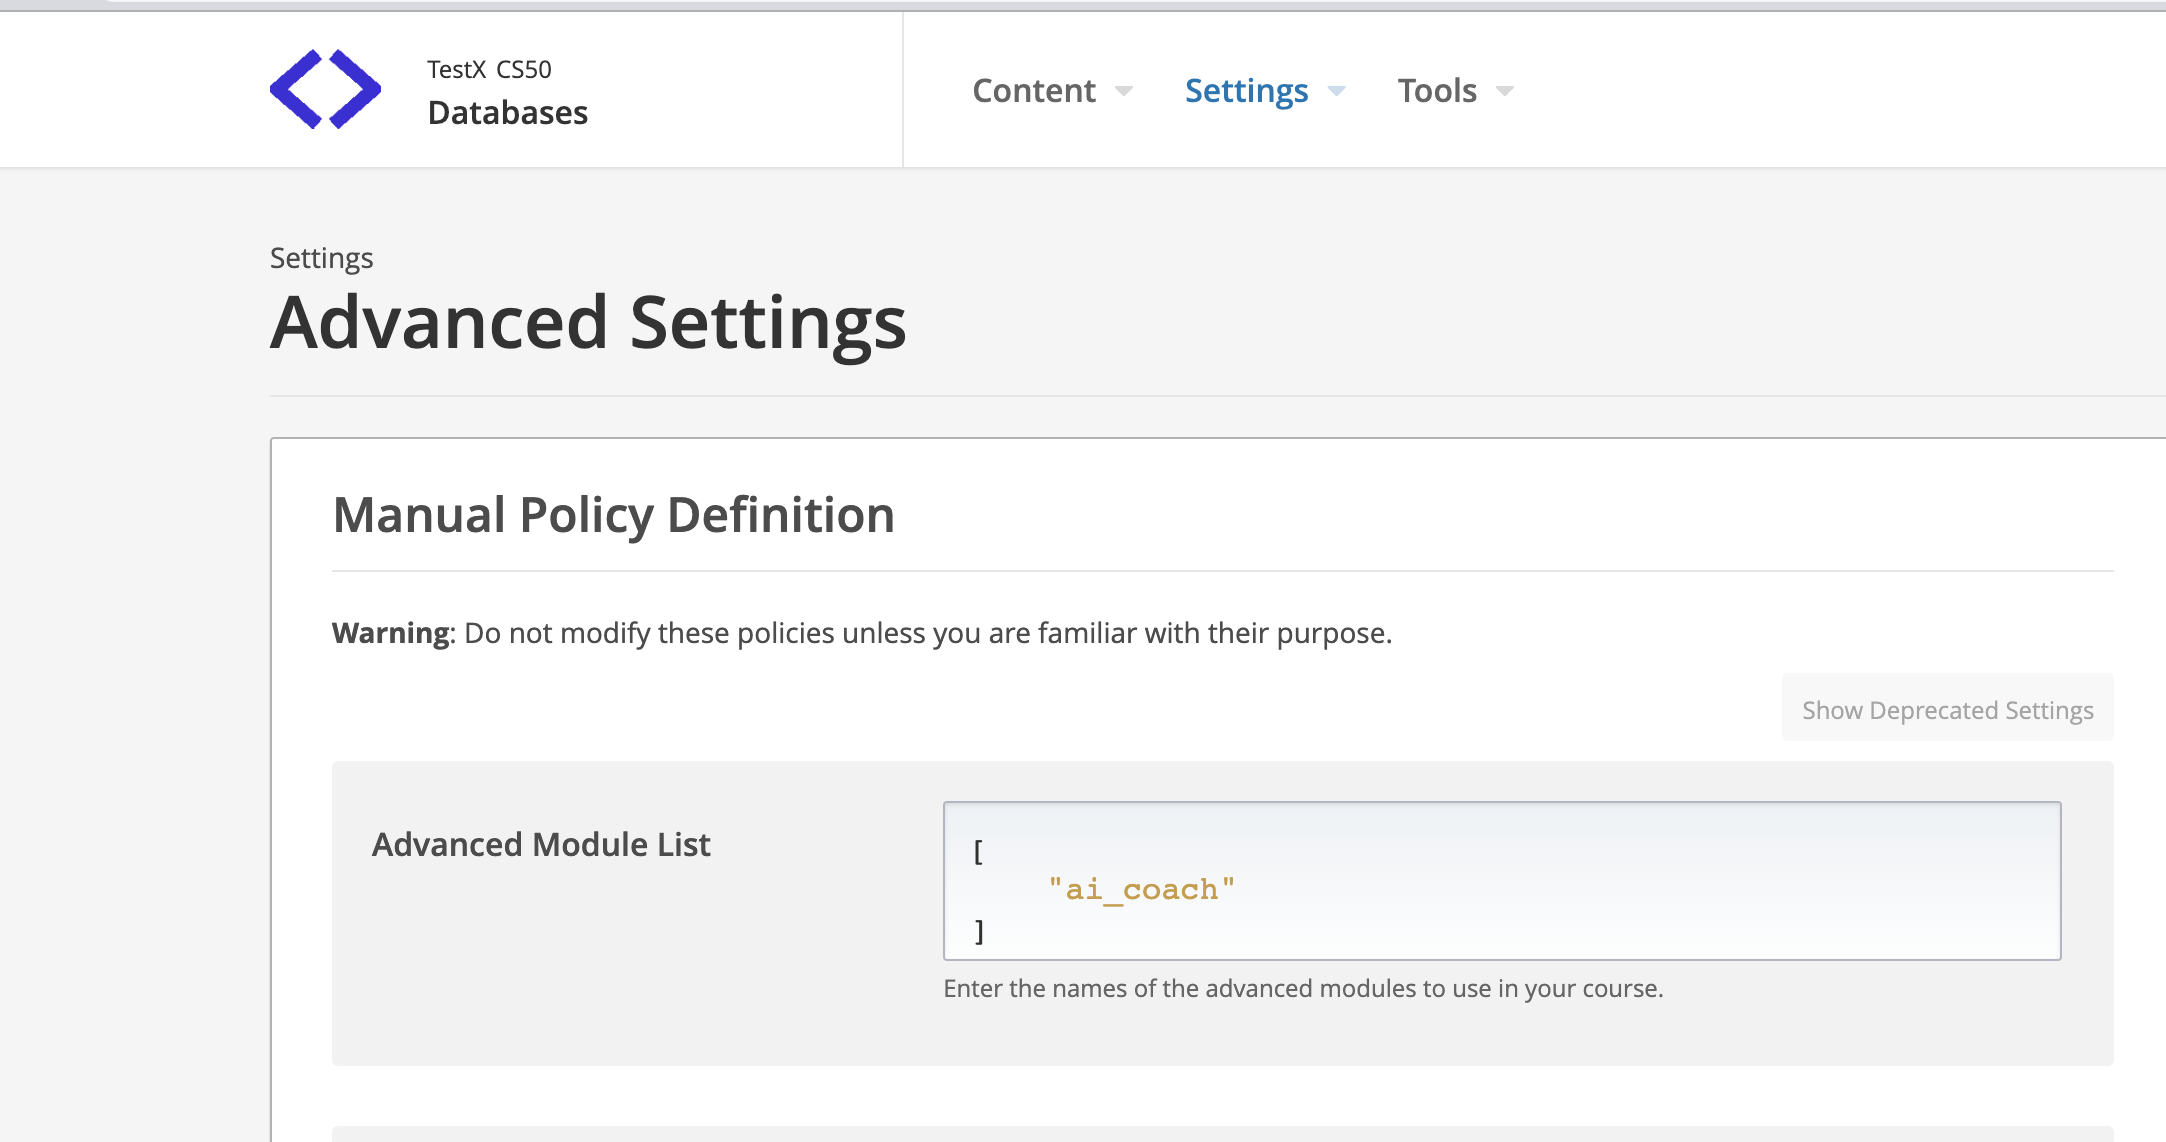 TestX CS50
Databases
Content
Settings
Tools
Settings
Advanced Settings
Manual Policy Definition
Warning: Do not modify these policies unless you are familiar with their purpose.
Show Deprecated Settings
Advanced Module List
[
"ai_coach"
]
Enter the names of the advanced modules to use in your course.